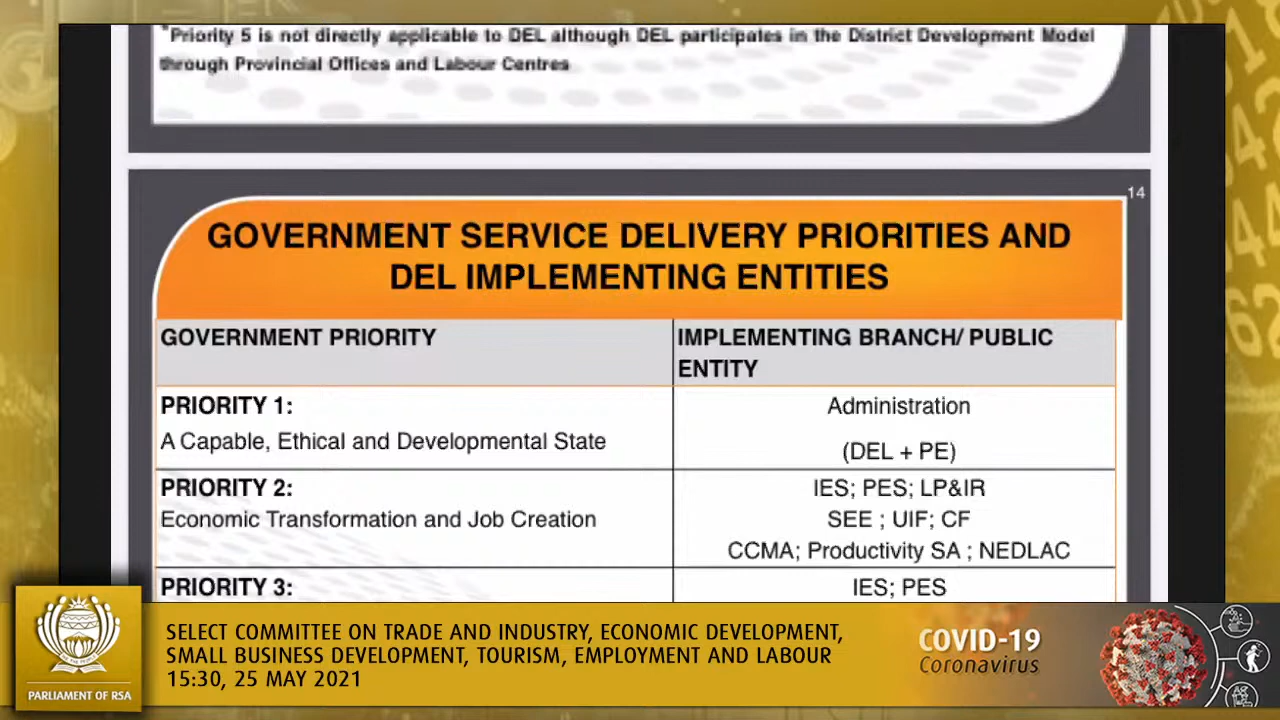 *Priority 5 is not directly applicable to DEL although DEL participates in the District Development Model
through Provincial Offices and Labour Centres
14
GOVERNMENT SERVICE DELIVERY PRIORITIES AND
DEL IMPLEMENTING ENTITIES
GOVERNMENT PRIORITY
IMPLEMENTING BRANCH/ PUBLIC
ENTITY
PRIORITY 1:
A Capable, Ethical and Developmental State
Administration
(DEL + PE)
PRIORITY 2:
Economic Transformation and Job Creation
IES; PES; LP&IR
SEE ; UIF; CF
CCMA; Productivity SA ; NEDLAC
PRIORITY 3:
IES; PES
SELECT COMMITTEE ON TRADE AND INDUSTRY, ECONOMIC DEVELOPMENT,
SMALL BUSINESS DEVELOPMENT, TOURISM, EMPLOYMENT AND LABOUR
15:30, 25 MAY 2021
PARLIAMENT OF RSA
COVID-19
Coronavirus